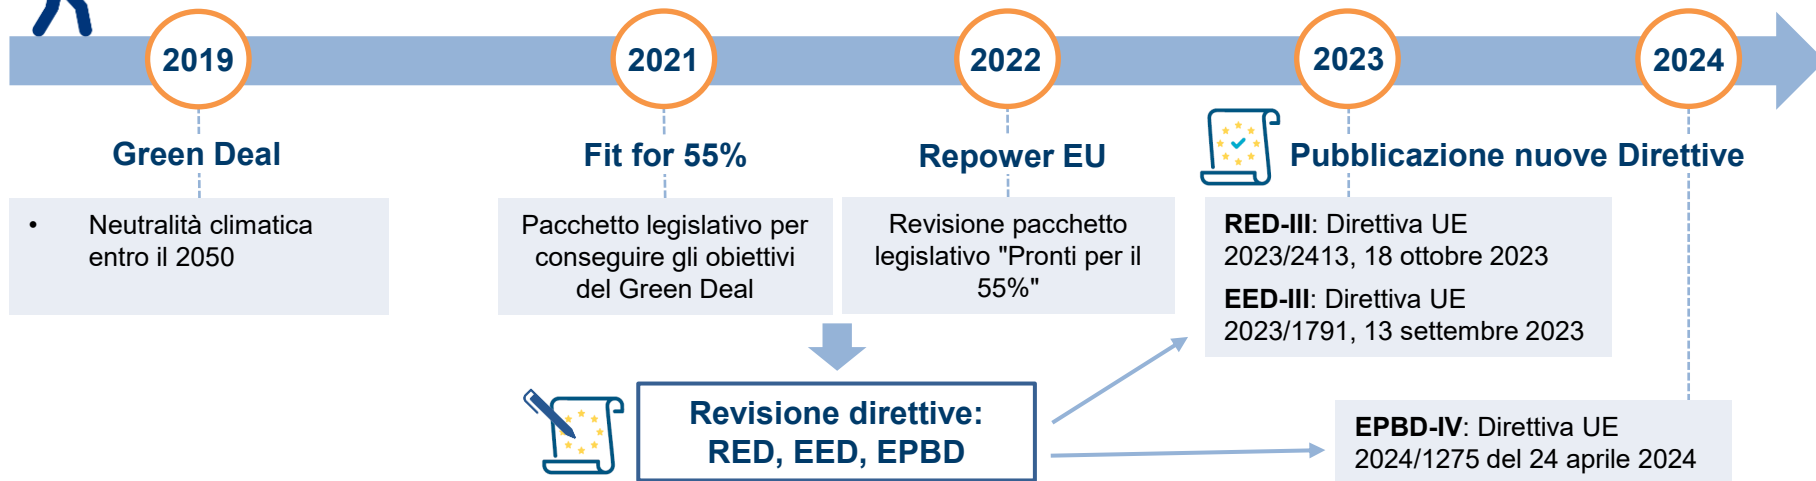 2019
2021
2022
2023
2024
Green Deal
Fit for 55%
Repower EU
Pubblicazione nuove Direttive
• Neutralità climatica
entro il 2050
Pacchetto legislativo per
conseguire gli obiettivi
del Green Deal
Revisione pacchetto
legislativo "Pronti per il
55%"
RED-III: Direttiva UE
2023/2413, 18 ottobre 2023
EED-III: Direttiva UE
2023/1791, 13 settembre 2023
Revisione direttive:
RED, EED, EPBD
EPBD-IV: Direttiva UE
2024/1275 del 24 aprile 2024